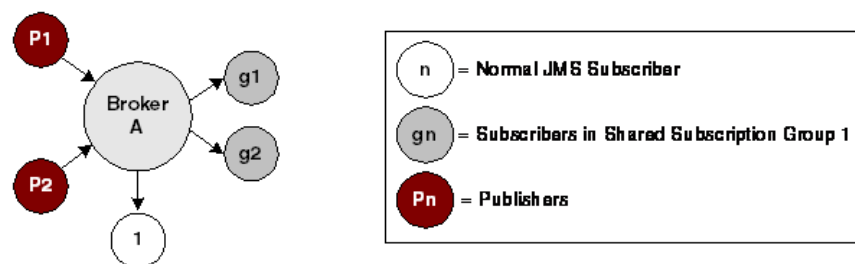 P1
g1
Broker
A
g2
P2
1
n = Normal JMS Subscriber
gn = Subscribers in Shared Subscription Group 1
Pn = Publishers